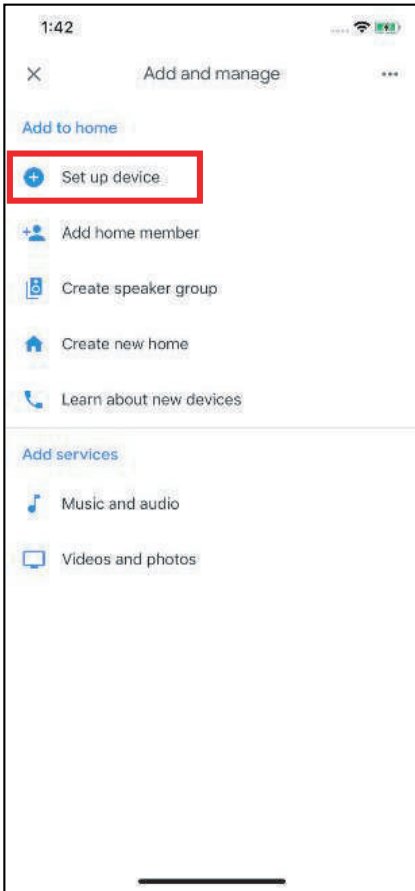 1:42
Add and manage
Add to home
Set up device
Add home member
Create speaker group
Create new home
Learn about new devices
Add services
Music and audio
Videos and photos